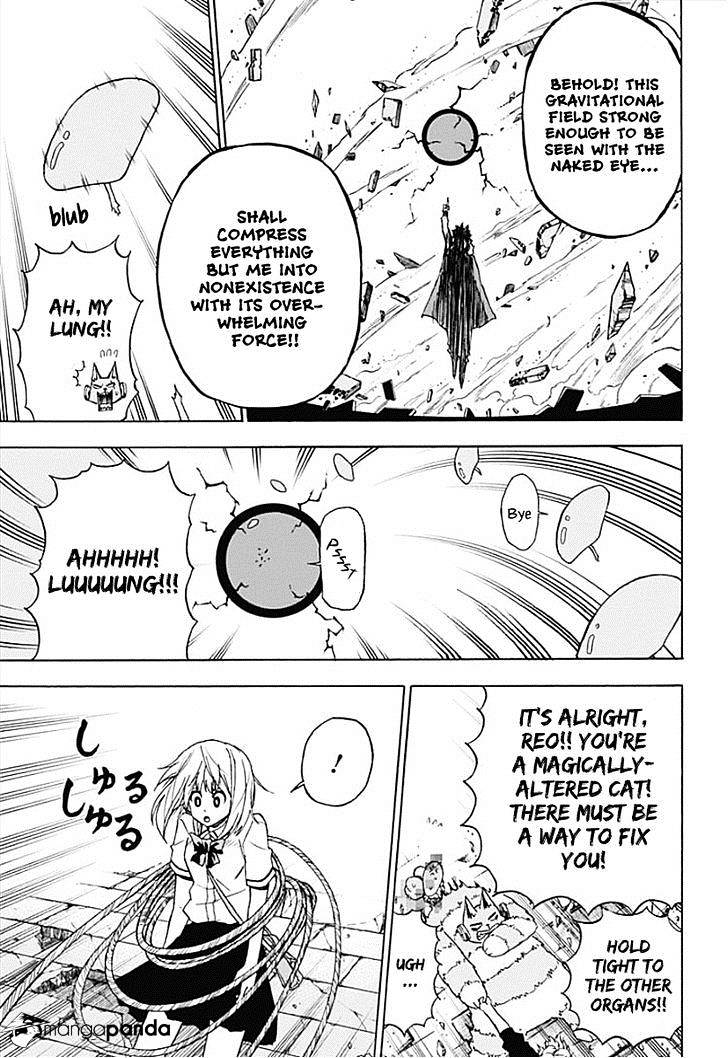 BEHOLD! THIS
GRAVITATIONAL
FIELD STRONG
ENOUGH TO BE
SEEN WITH THE
NAKED EYE...
SHALL
COMPRESS
EVERYTHING
BUT ME INTO
NONEXISTENCE
WITH ITS OVER-
WHELMING
FORCE!!
blub
AH, MY
LUNG!!
Bye
AHHHHH!
LUUUUUNG!!!
IT'S ALRIGHT,
REO!! YOU'RE
A MAGICALLY-
ALTERED CAT!
THERE MUST BE
A WAY TO FIX
YOU!
HOLD
TIGHT TO
THE OTHER
ORGANS!!
UGH
...
!
しゅる
しゅる
mangapanda